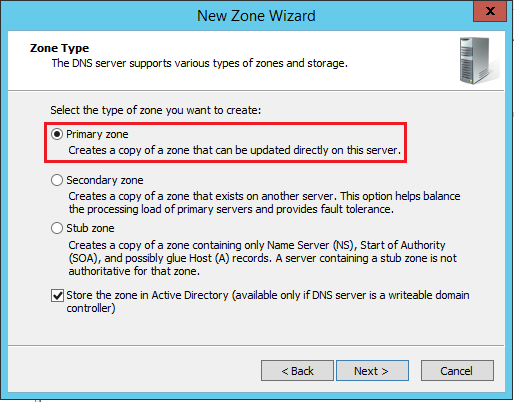 New Zone Wizard
x
Zone Type
The DNS server supports various types of zones and storage.
Select the type of zone you want to create:
Primary zone
Creates a copy of a zone that can be updated directly on this server.
Secondary zone
Creates a copy of a zone that exists on another server. This option helps balance
the processing load of primary servers and provides fault tolerance.
Stub zone
Creates a copy of a zone containing only Name Server (NS), Start of Authority
(SOA), and possibly glue Host (A) records. A server containing a stub zone is not
authoritative for that zone.
Store the zone in Active Directory (available only if DNS server is a writeable domain
controller)
< Back
Next >
Cancel